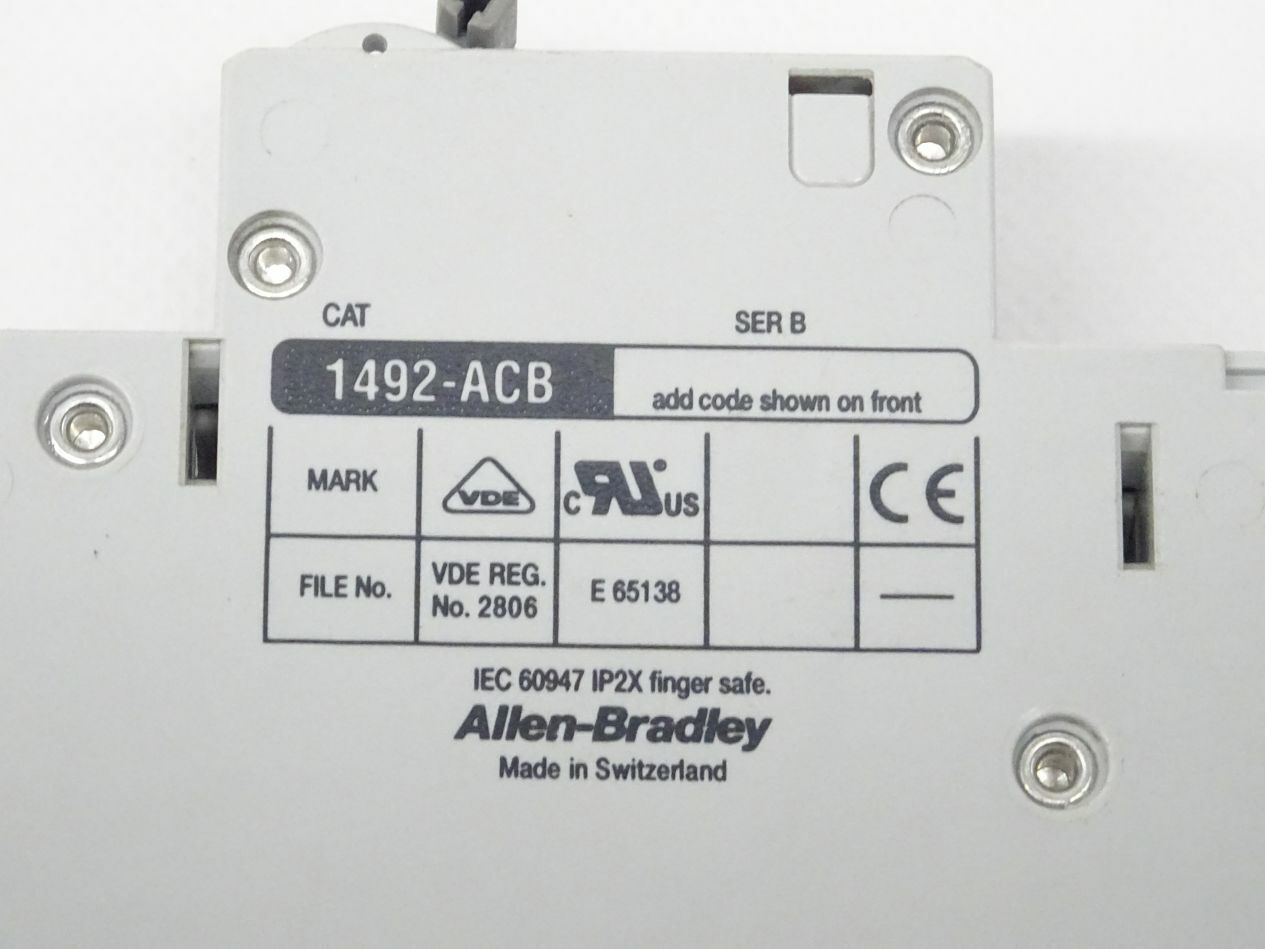 CAT SER B
1492-ACB add code shown on front
MARK VDE C RU US CE
FILE No. VDE REG. No. 2806 E 65138 —
IEC 60947 IP2X finger safe.
Allen-Bradley
Made in Switzerland